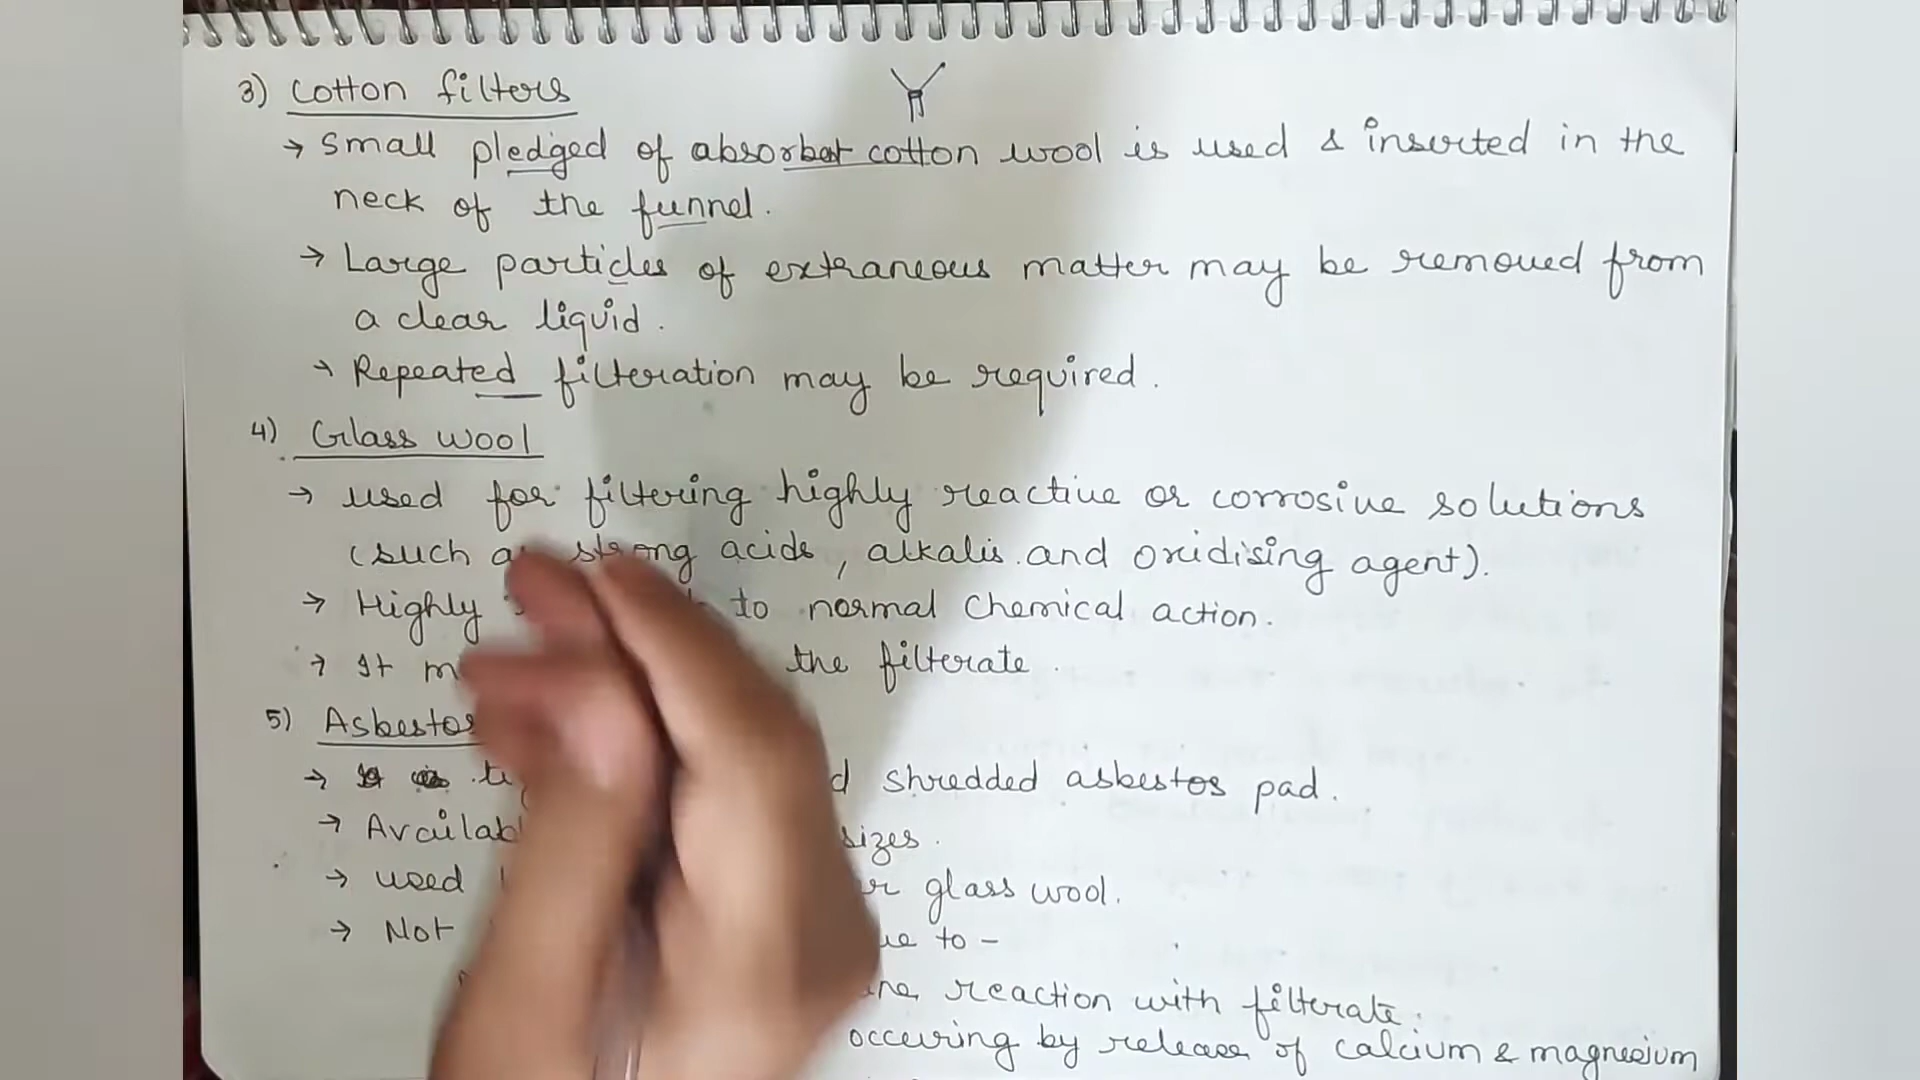 3) Cotton filters
→ Small pledged of absorbat cotton wool is used & inserted in the
neck of the funnel.
→ Large particles of extraneous matter may be removed from
a clear liquid.
→ Repeated filteration may be required.
4) Glass wool
→ used for filtering highly reactive or corrosive solutions
(such strong acids, alkalis and oxidising agent).
→ Highly to normal chemical action.
→ It the filterate.
5) Asbestos
→ shredded asbestos pad.
→ sizes.
→ used glass wool.
→ Not to -
reaction with filterate.
occuring by release of calcium & magnesium